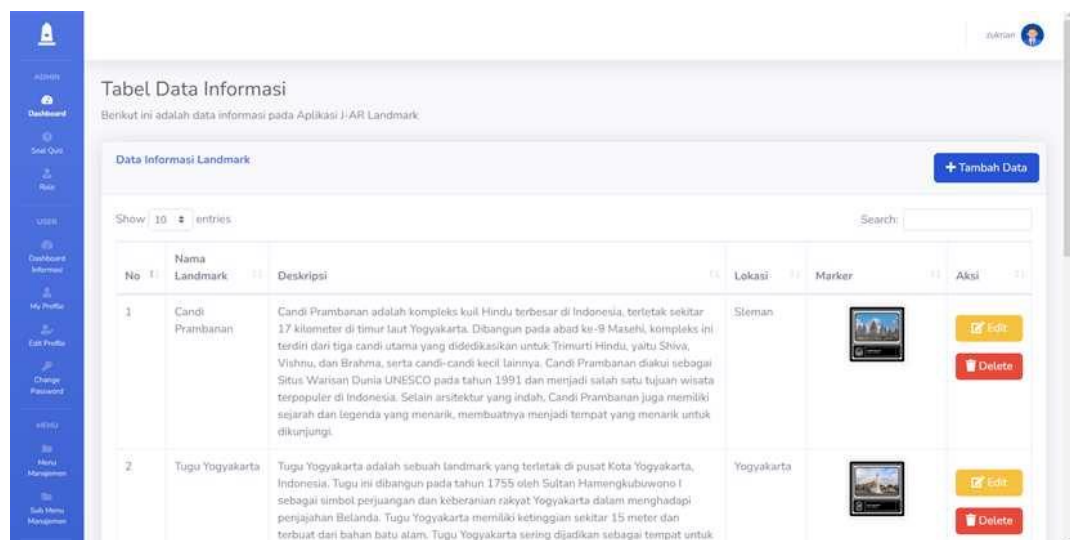 zukrian
ADMIN
Dashboard
Soal Quiz
Role
USER
Dashboard
Informasi
My Profile
Edit Profile
Change
Password
MENU
Menu
Manajemen
Sub Menu
Manajemen
Tabel Data Informasi
Berikut ini adalah data informasi pada Aplikasi J-AR Landmark
Data Informasi Landmark
+ Tambah Data
Show 10 entries
Search:
No
Nama
Landmark
Deskripsi
Lokasi
Marker
Aksi
1
Candi
Prambanan
Candi Prambanan adalah kompleks kuil Hindu terbesar di Indonesia, terletak sekitar
17 kilometer di timur laut Yogyakarta. Dibangun pada abad ke-9 Masehi, kompleks ini
terdiri dari tiga candi utama yang didedikasikan untuk Trimurti Hindu, yaitu Shiva,
Vishnu, dan Brahma, serta candi-candi kecil lainnya. Candi Prambanan diakui sebagai
Situs Warisan Dunia UNESCO pada tahun 1991 dan menjadi salah satu tujuan wisata
terpopuler di Indonesia. Selain arsitektur yang indah, Candi Prambanan juga memiliki
sejarah dan legenda yang menarik, membuatnya menjadi tempat yang menarik untuk
dikunjungi.
Sleman
Edit
Delete
2
Tugu Yogyakarta
Tugu Yogyakarta adalah sebuah landmark yang terletak di pusat Kota Yogyakarta,
Indonesia. Tugu ini dibangun pada tahun 1755 oleh Sultan Hamengkubuwono I
sebagai simbol perjuangan dan keberanian rakyat Yogyakarta dalam menghadapi
penjajahan Belanda. Tugu Yogyakarta memiliki ketinggian sekitar 15 meter dan
terbuat dari bahan batu alam. Tugu Yogyakarta sering dijadikan sebagai tempat untuk
Yogyakarta
Edit
Delete